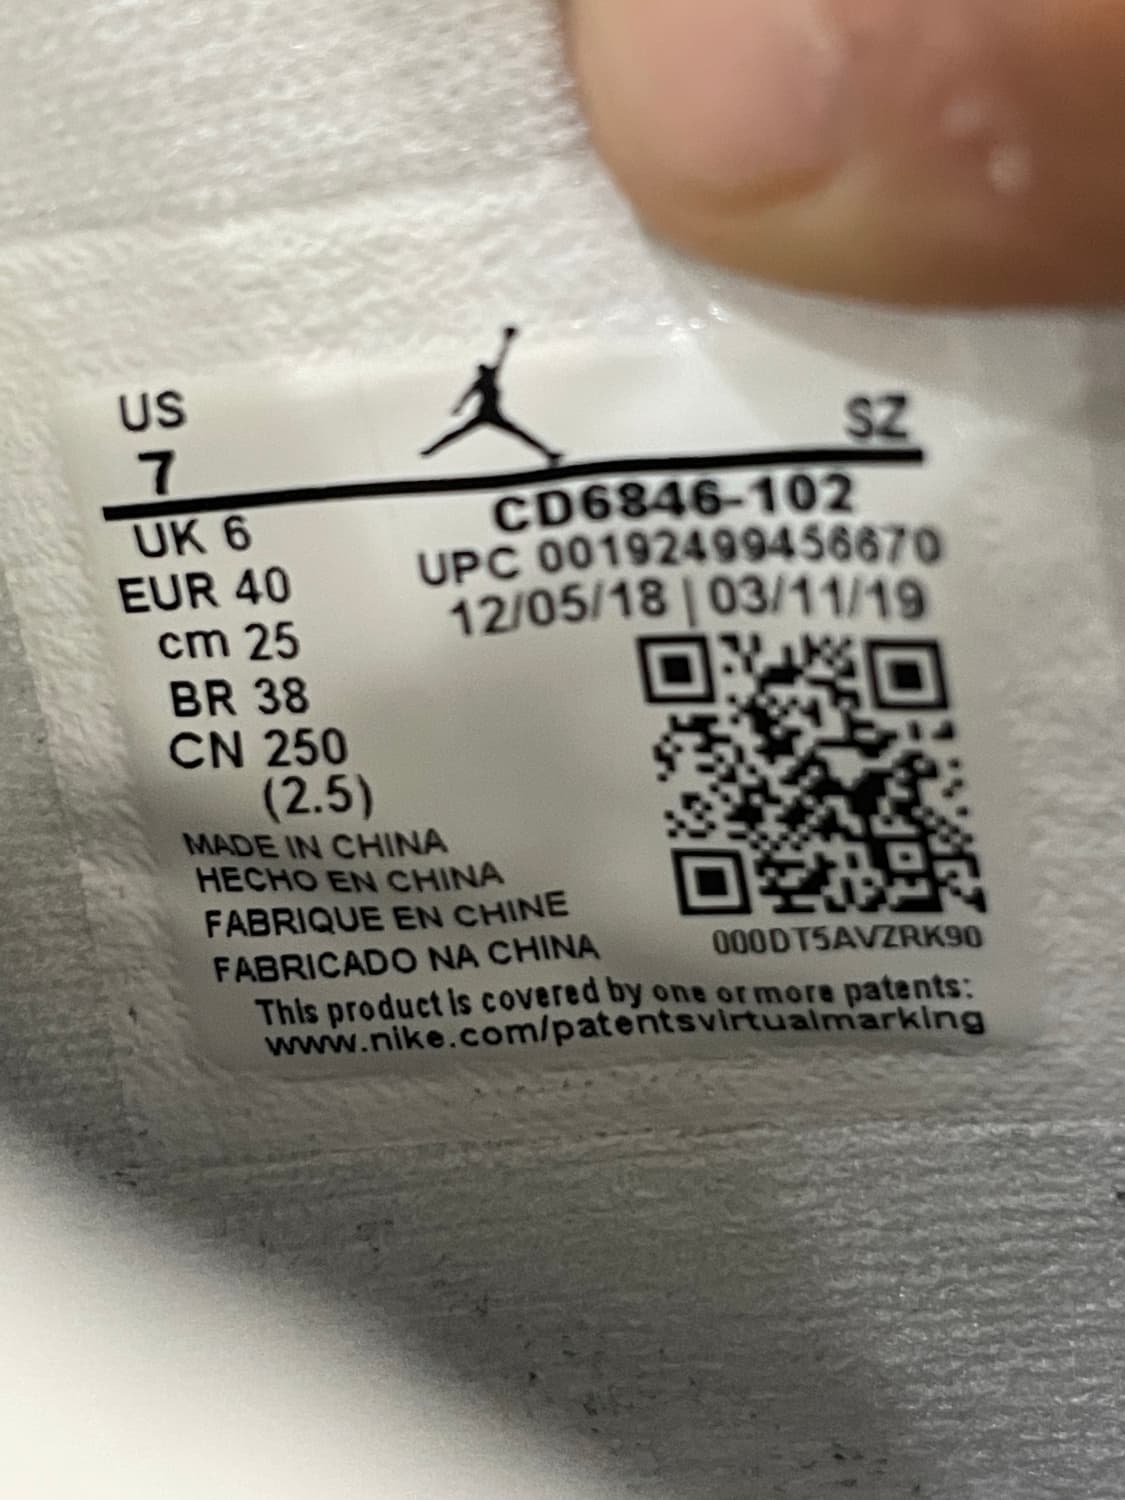 US
7
SZ
UK 6
EUR 40
cm 25
BR 38
CN 250
(2.5)
CD6846-102
UPC 00192499456670
12/05/18 | 03/11/19
000DT5AVZRK90
MADE IN CHINA
HECHO EN CHINA
FABRIQUE EN CHINE
FABRICADO NA CHINA
This product is covered by one or more patents:
www.nike.com/patentsvirtualmarking